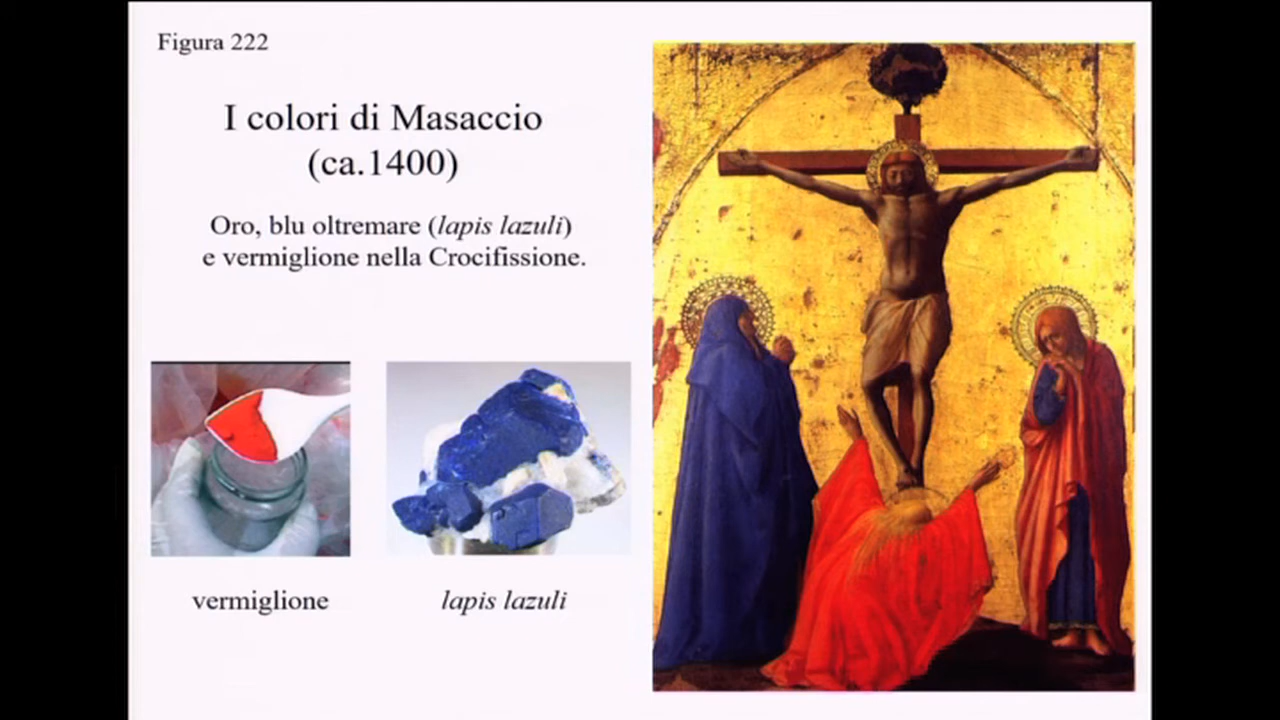 Figura 222
I colori di Masaccio
(ca.1400)
Oro, blu oltremare (lapis lazuli)
e vermiglione nella Crocifissione.
vermiglione
lapis lazuli